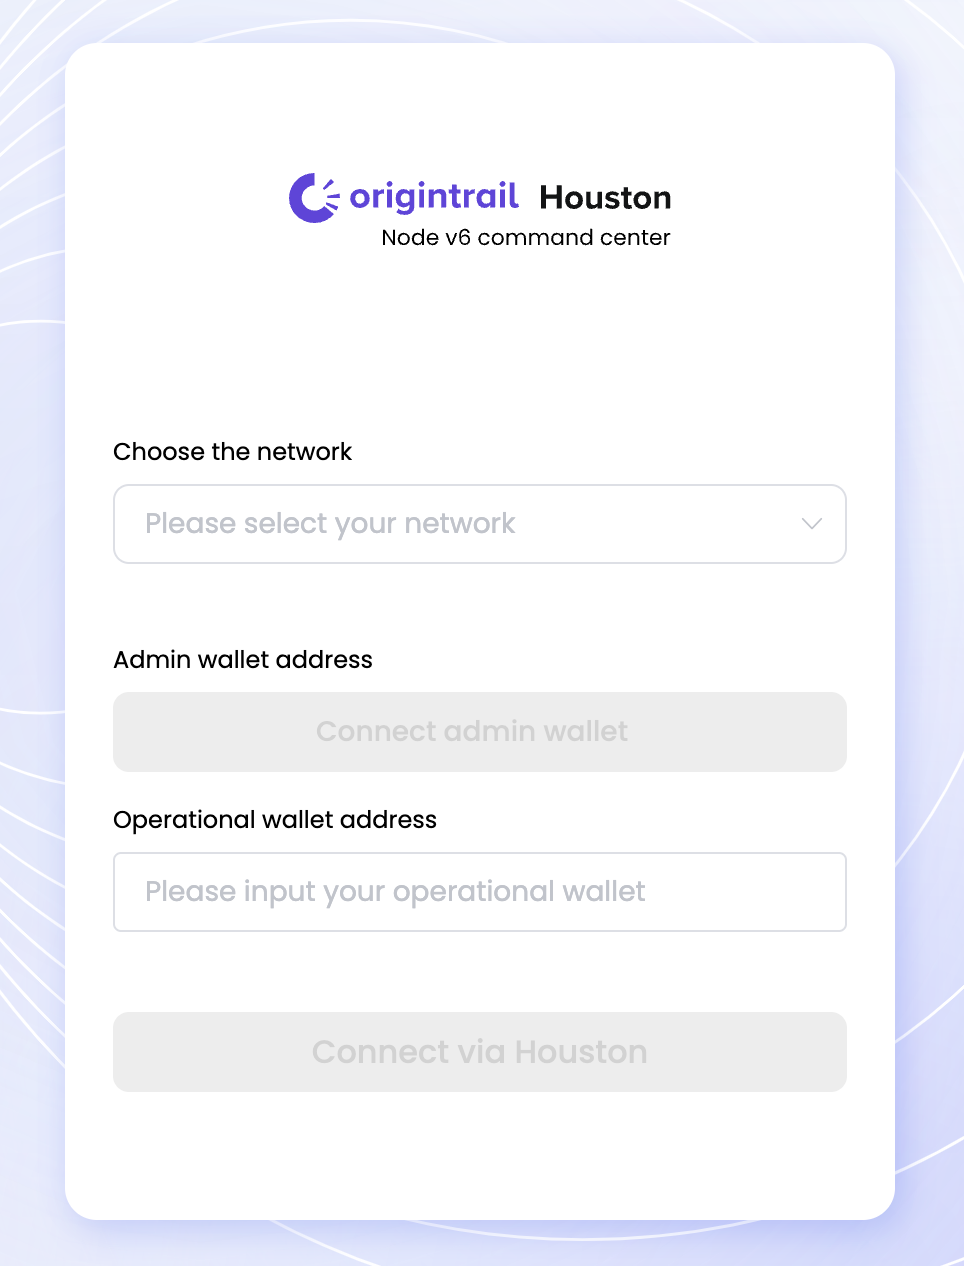 origintrail Houston
Node v6 command center
Choose the network
Please select your network
Admin wallet address
Connect admin wallet
Operational wallet address
Please input your operational wallet
Connect via Houston